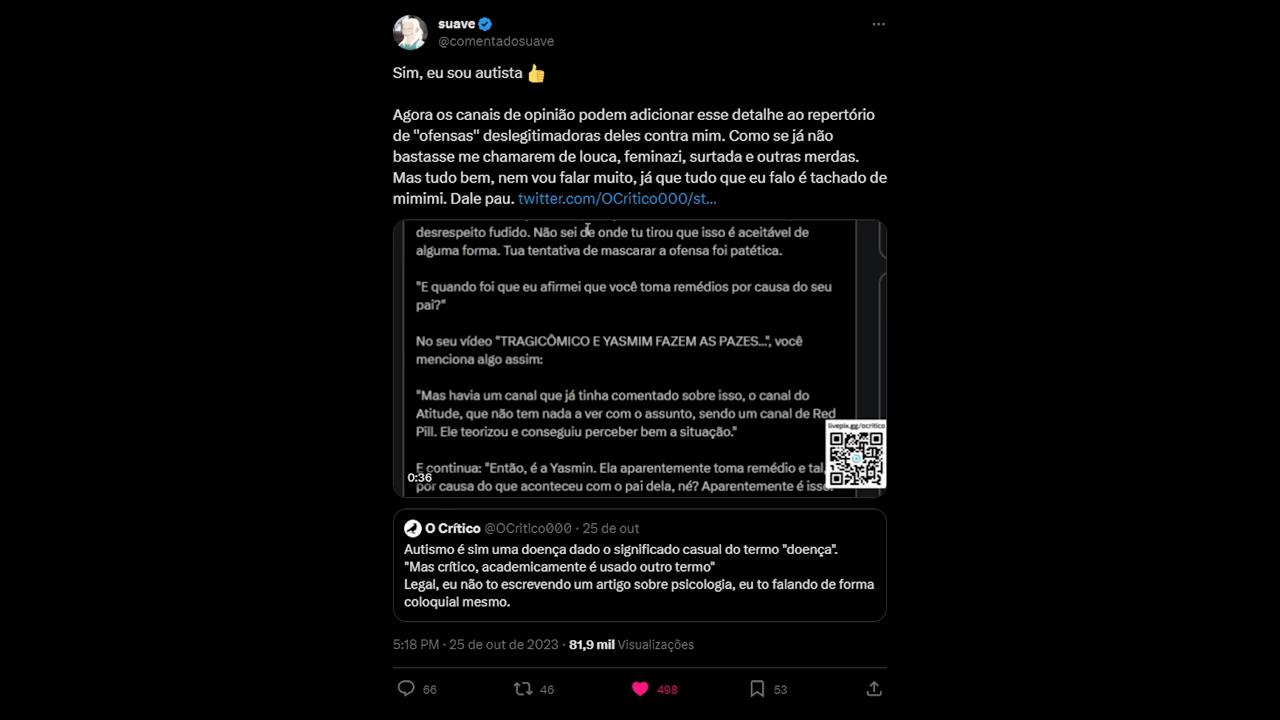 suave
@comentadosuave
Sim, eu sou autista 👍
Agora os canais de opinião podem adicionar esse detalhe ao repertório
de "ofensas" deslegitimadoras deles contra mim. Como se já não
bastasse me chamarem de louca, feminazi, surtada e outras merdas.
Mas tudo bem, nem vou falar muito, já que tudo que eu falo é tachado de
mimimi. Dale pau. twitter.com/OCritico000/st...
desrespeito fudido. Não sei de onde tu tirou que isso é aceitável de
alguma forma. Tua tentativa de mascarar a ofensa foi patética.
"E quando foi que eu afirmei que você toma remédios por causa do seu
pai?"
No seu vídeo "TRAGICÔMICO E YASMIM FAZEM AS PAZES...", você
menciona algo assim:
"Mas havia um canal que já tinha comentado sobre isso, o canal do
Atitude, que não tem nada a ver com o assunto, sendo um canal de Red
Pill. Ele teorizou e conseguiu perceber bem a situação."
livepix.gg/ocritico
E continua: "Então, é a Yasmin. Ela aparentemente toma remédio e tal,
0:36
por causa do que aconteceu com o pai dela, né? Aparentemente é isso.
O Crítico @OCritico000 · 25 de out
Autismo é sim uma doença dado o significado casual do termo "doença".
"Mas crítico, academicamente é usado outro termo"
Legal, eu não to escrevendo um artigo sobre psicologia, eu to falando de forma
coloquial mesmo.
5:18 PM · 25 de out de 2023 · 81,9 mil Visualizações
66 46 498 53